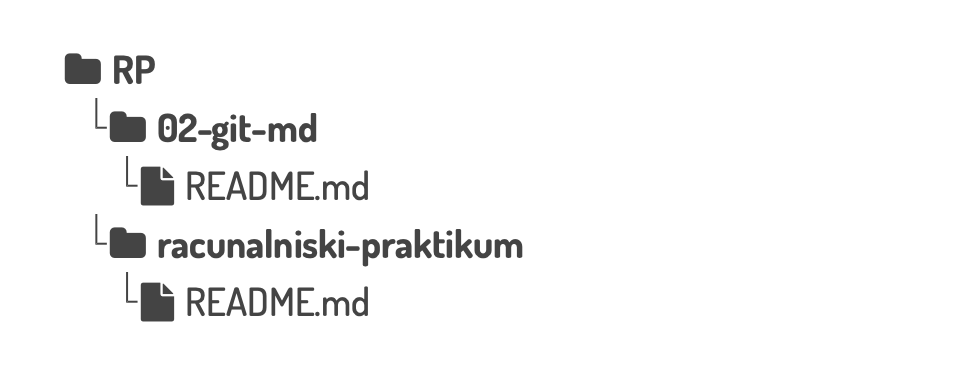 RP
02-git-md
README.md
racunalniski-praktikum
README.md